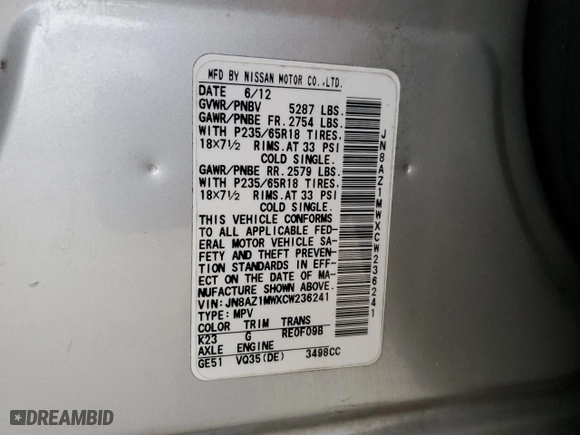 MFD BY NISSAN MOTOR CO.,LTD.
DATE 6/12
GVWR/PNBV 5287 LBS.
GAWR/PNBE FR. 2754 LBS.
WITH P235/65R18 TIRES,
18×7½ RIMS.AT 33 PSI
COLD SINGLE.
GAWR/PNBE RR. 2579 LBS.
WITH P235/65R18 TIRES,
18×7½ RIMS.AT 33 PSI
COLD SINGLE.
THIS VEHICLE CONFORMS
TO ALL APPLICABLE FED-
ERAL MOTOR VEHICLE SA-
FETY AND THEFT PREVEN-
TION STANDARDS IN EFF-
ECT ON THE DATE OF MA-
NUFACTURE SHOWN ABOVE.
VIN: JN8AZ1MWXCW236241
TYPE: MPV
COLOR TRIM TRANS
K23 G RE0F09B
AXLE ENGINE
GE51 VQ35(DE) 3498CC
JN8AZ1MWXCW236241
DREAMBID